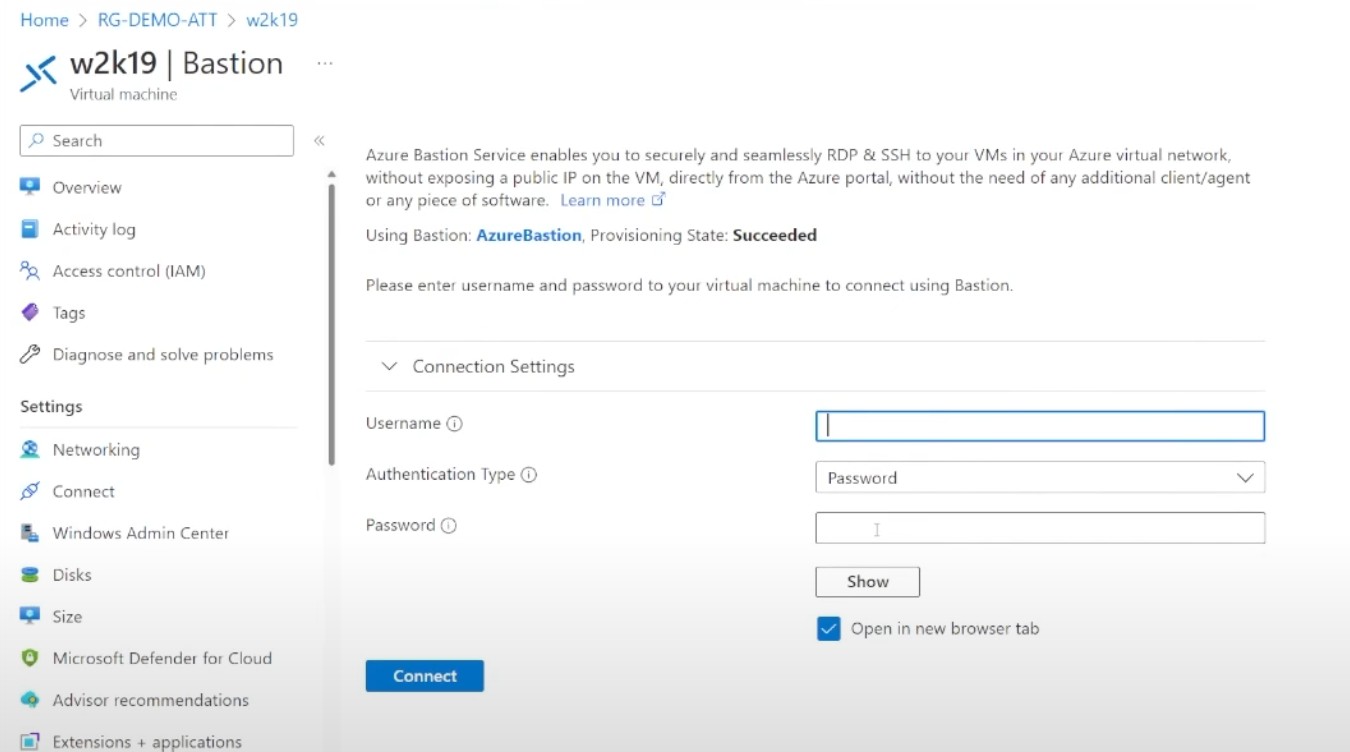 Home > RG-DEMO-ATT > w2k19
w2k19 | Bastion ...
Virtual machine
Search
«
Overview
Activity log
Access control (IAM)
Tags
Diagnose and solve problems
Settings
Networking
Connect
Windows Admin Center
Disks
Size
Microsoft Defender for Cloud
Advisor recommendations
Extensions + applications
Azure Bastion Service enables you to securely and seamlessly RDP & SSH to your VMs in your Azure virtual network,
without exposing a public IP on the VM, directly from the Azure portal, without the need of any additional client/agent
or any piece of software. Learn more
Using Bastion: AzureBastion, Provisioning State: Succeeded
Please enter username and password to your virtual machine to connect using Bastion.
Connection Settings
Username
Authentication Type
Password
Password
Show
Open in new browser tab
Connect